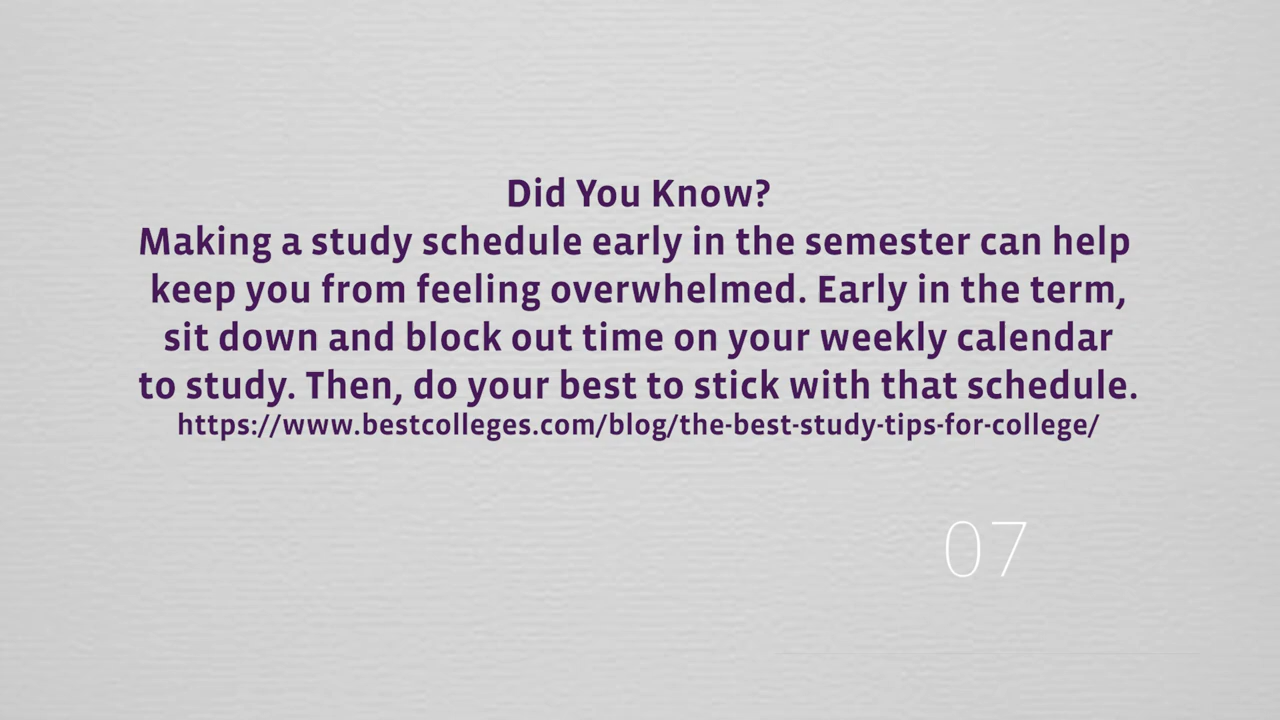 Did You Know?
Making a study schedule early in the semester can help
keep you from feeling overwhelmed. Early in the term,
sit down and block out time on your weekly calendar
to study. Then, do your best to stick with that schedule.
https://www.bestcolleges.com/blog/the-best-study-tips-for-college/
07